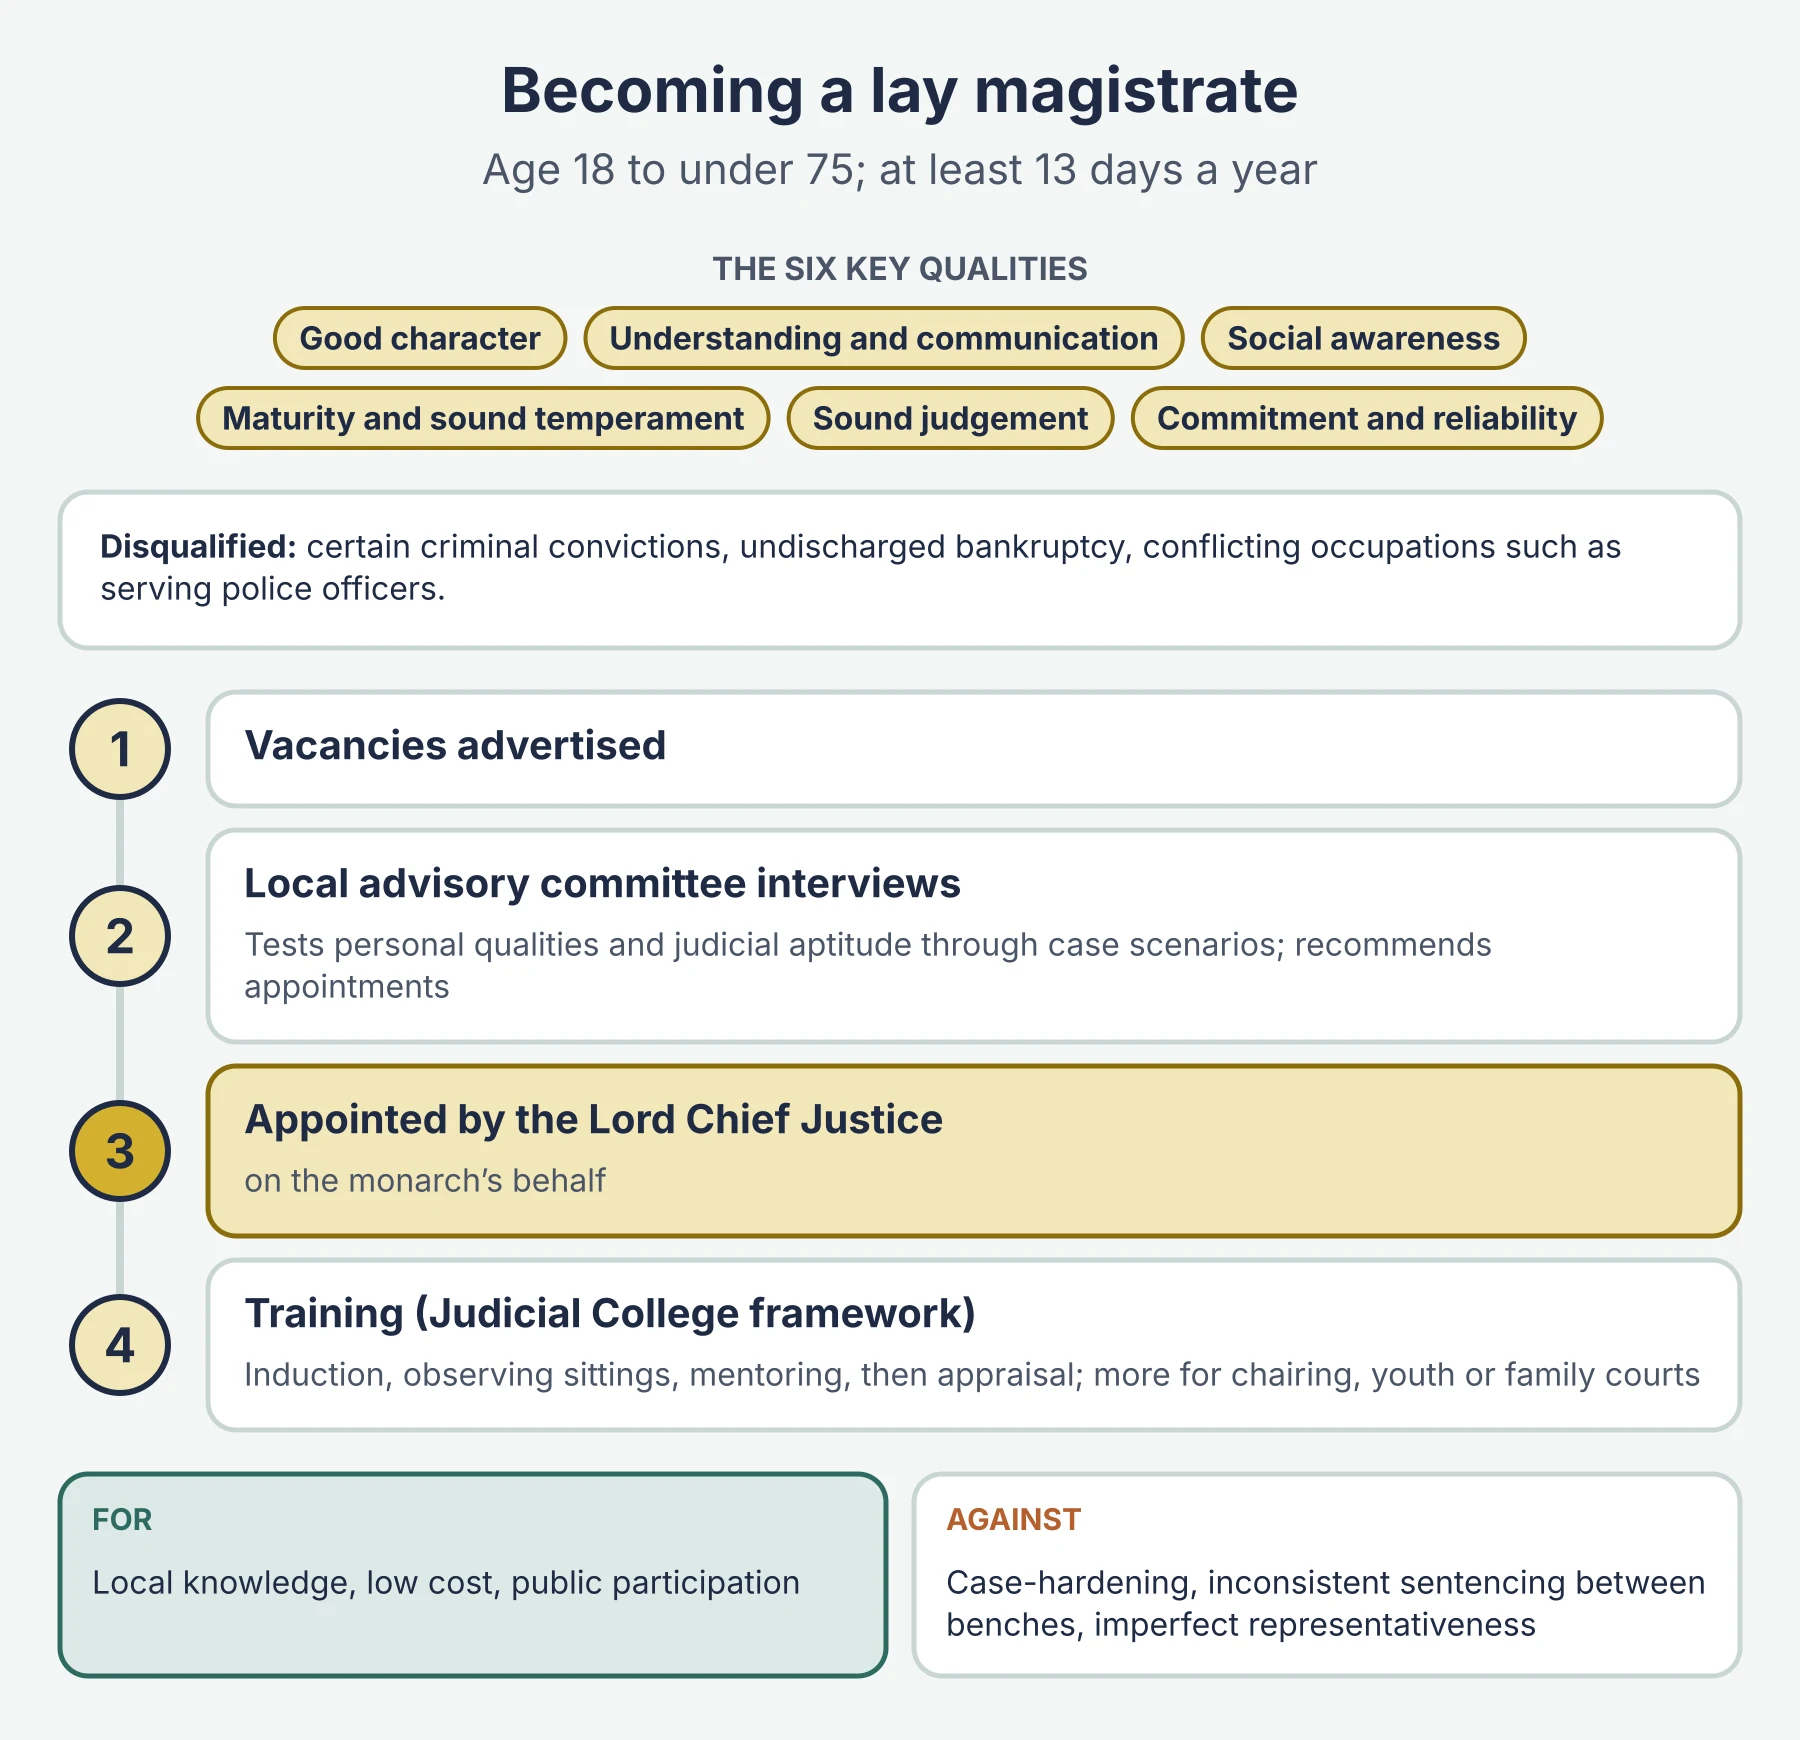 Becoming a lay magistrate
Age 18 to under 75; at least 13 days a year
THE SIX KEY QUALITIES
Good character
Understanding and communication
Social awareness
Maturity and sound temperament
Sound judgement
Commitment and reliability
Disqualified: certain criminal convictions, undischarged bankruptcy, conflicting occupations such as
serving police officers.
1
Vacancies advertised
2
Local advisory committee interviews
Tests personal qualities and judicial aptitude through case scenarios; recommends
appointments
3
Appointed by the Lord Chief Justice
on the monarch’s behalf
4
Training (Judicial College framework)
Induction, observing sittings, mentoring, then appraisal; more for chairing, youth or family courts
FOR
Local knowledge, low cost, public participation
AGAINST
Case-hardening, inconsistent sentencing between
benches, imperfect representativeness